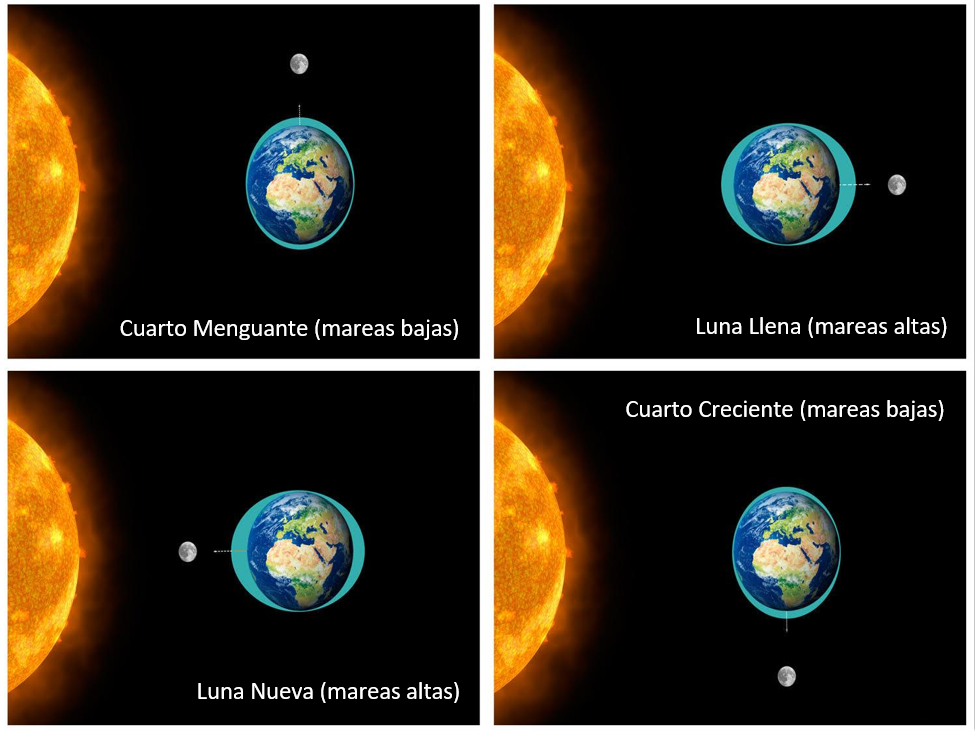 Cuarto Menguante (mareas bajas)
Luna Llena (mareas altas)
Luna Nueva (mareas altas)
Cuarto Creciente (mareas bajas)